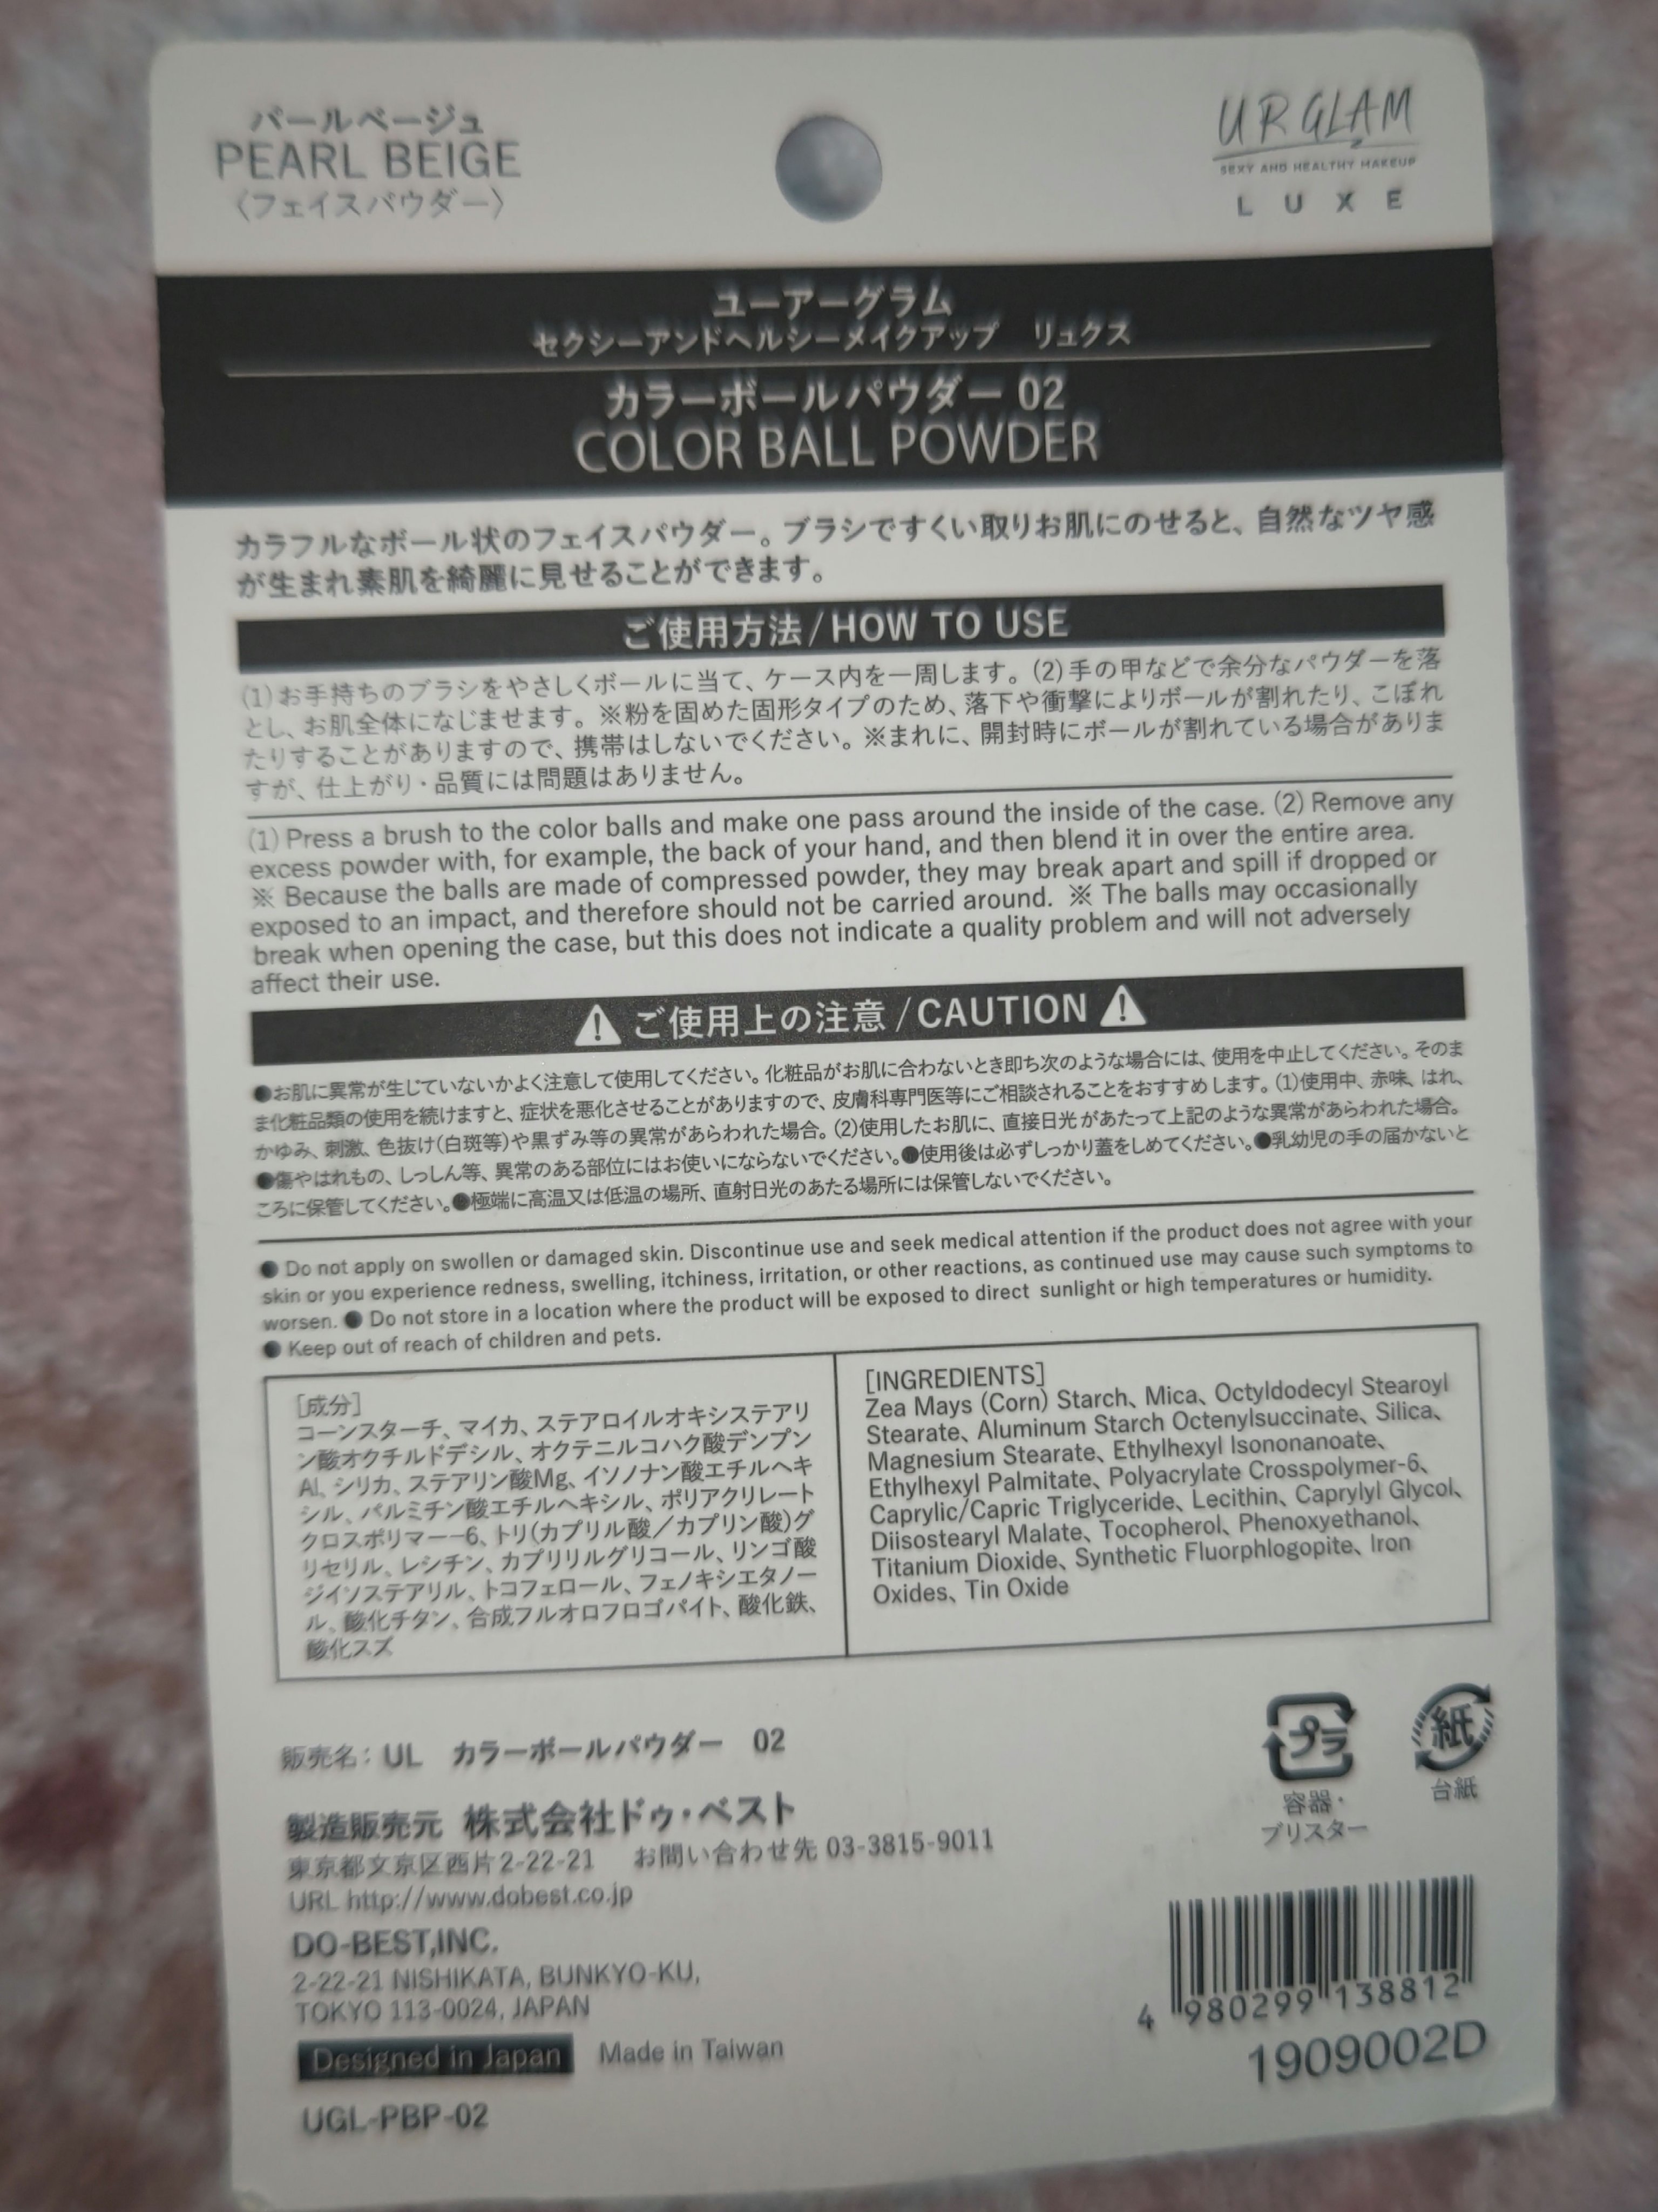 パールベージュ
PEARL BEIGE
〈フェイスパウダー〉
UR GLAM
SEXY AND HEALTHY MAKEUP
LUXE
ユーアーグラム
セクシーアンドヘルシーメイクアップ　リュクス
カラーボールパウダー 02
COLOR BALL POWDER
カラフルなボール状のフェイスパウダー。ブラシですくい取りお肌にのせると、自然なツヤ感
が生まれ素肌を綺麗に見せることができます。
ご使用方法/HOW TO USE
(1)お手持ちのブラシをやさしくボールに当て、ケース内を一周します。(2)手の甲などで余分なパウダーを落
とし、お肌全体になじませます。※粉を固めた固形タイプのため、落下や衝撃によりボールが割れたり、こぼれ
たりすることがありますので、携帯はしないでください。※まれに、開封時にボールが割れている場合がありま
すが、仕上がり・品質には問題はありません。
(1) Press a brush to the color balls and make one pass around the inside of the case. (2) Remove any
excess powder with, for example, the back of your hand, and then blend it in over the entire area.
※ Because the balls are made of compressed powder, they may break apart and spill if dropped or
exposed to an impact, and therefore should not be carried around. ※ The balls may occasionally
break when opening the case, but this does not indicate a quality problem and will not adversely
affect their use.
⚠ ご使用上の注意 /CAUTION ⚠
●お肌に異常が生じていないかよく注意して使用してください。化粧品がお肌に合わないとき即ち次のような場合には、使用を中止してください。そのま
ま化粧品類の使用を続けますと、症状を悪化させることがありますので、皮膚科専門医等にご相談されることをおすすめします。(1)使用中、赤味、はれ、
かゆみ、刺激、色抜け(白斑等)や黒ずみ等の異常があらわれた場合。(2)使用したお肌に、直接日光があたって上記のような異常があらわれた場合。
●傷やはれもの、しっしん等、異常のある部位にはお使いにならないでください。●使用後は必ずしっかり蓋をしめてください。●乳幼児の手の届かないと
ころに保管してください。●極端に高温又は低温の場所、直射日光のあたる場所には保管しないでください。
● Do not apply on swollen or damaged skin. Discontinue use and seek medical attention if the product does not agree with your
skin or you experience redness, swelling, itchiness, irritation, or other reactions, as continued use may cause such symptoms to
worsen. ● Do not store in a location where the product will be exposed to direct sunlight or high temperatures or humidity.
● Keep out of reach of children and pets.
[成分]
コーンスターチ、マイカ、ステアロイルオキシステアリ
ン酸オクチルドデシル、オクテニルコハク酸デンプン
Al、シリカ、ステアリン酸Mg、イソノナン酸エチルヘキ
シル、パルミチン酸エチルヘキシル、ポリアクリレート
クロスポリマー-6、トリ(カプリル酸／カプリン酸)グ
リセリル、レシチン、カプリリルグリコール、リンゴ酸
ジイソステアリル、トコフェロール、フェノキシエタノー
ル、酸化チタン、合成フルオロフロゴパイト、酸化鉄、
酸化スズ
[INGREDIENTS]
Zea Mays (Corn) Starch、Mica、Octyldodecyl Stearoyl
Stearate、Aluminum Starch Octenylsuccinate、Silica、
Magnesium Stearate、Ethylhexyl Isononanoate、
Ethylhexyl Palmitate、Polyacrylate Crosspolymer-6、
Caprylic/Capric Triglyceride、Lecithin、Caprylyl Glycol、
Diisostearyl Malate、Tocopherol、Phenoxyethanol、
Titanium Dioxide、Synthetic Fluorphlogopite、Iron
Oxides、Tin Oxide
販売名：UL　カラーボールパウダー　02
製造販売元 株式会社ドゥ・ベスト
東京都文京区西片2-22-21　お問い合わせ先 03-3815-9011
URL http://www.dobest.co.jp
DO-BEST,INC.
2-22-21 NISHIKATA, BUNKYO-KU,
TOKYO 113-0024, JAPAN
Designed in Japan Made in Taiwan
UGL-PBP-02
プラ
容器・
ブリスター
紙
台紙
4 980299 138812
1909002D